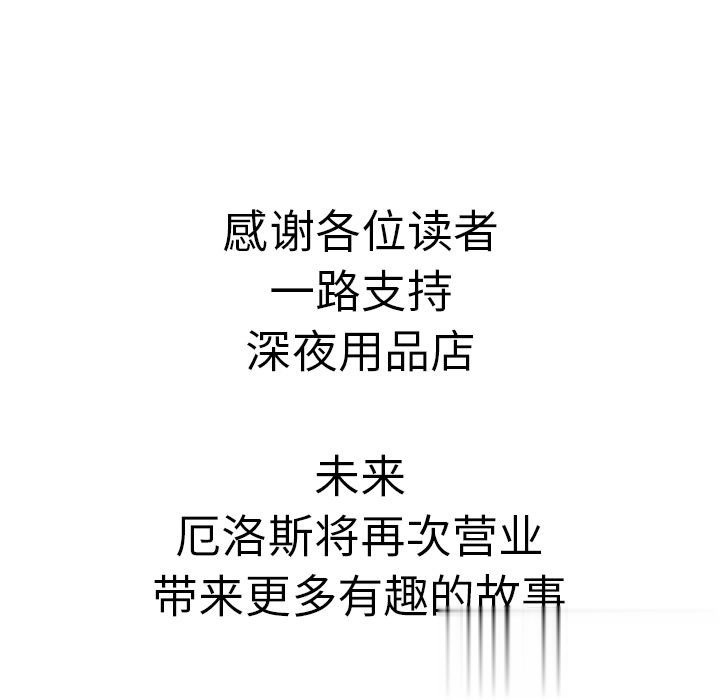 感谢各位读者
一路支持
深夜用品店
未来
厄洛斯将再次营业
带来更多有趣的故事